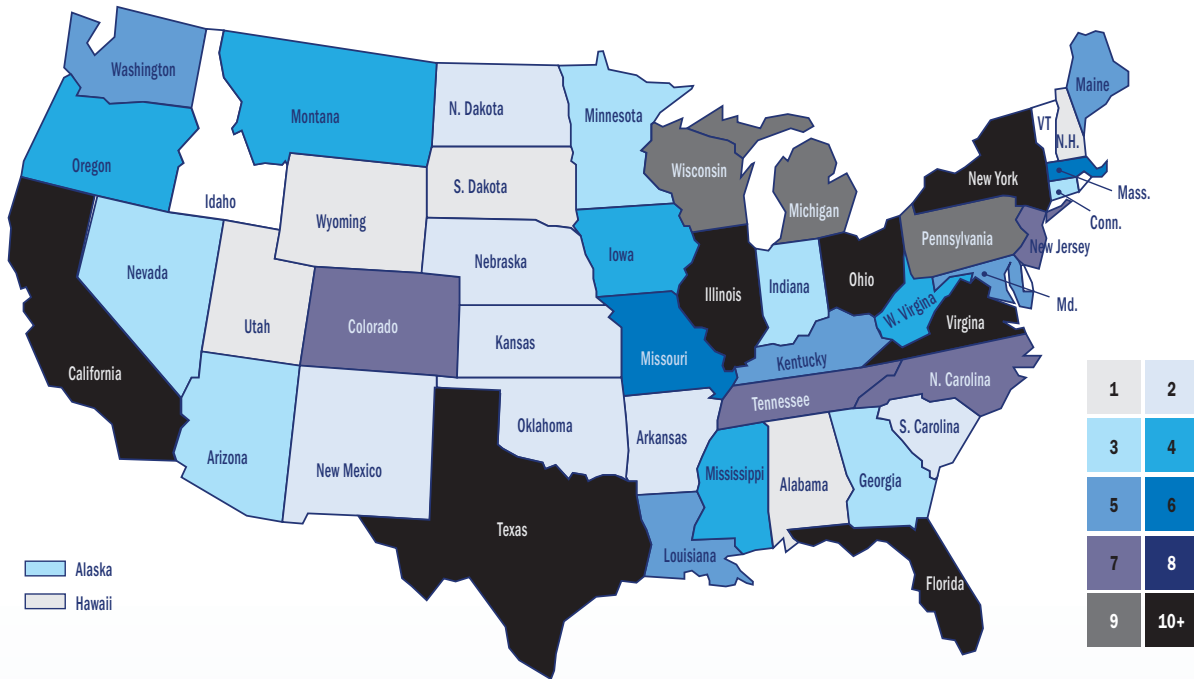 Washington
Maine
Montana
N. Dakota
Minnesota
VT
N.H.
Oregon
Wisconsin
New York
S. Dakota
Mass.
Idaho
Michigan
Wyoming
Conn.
Pennsylvania
New Jersey
Iowa
Nebraska
Nevada
Ohio
Indiana
Illinois
Md.
W. Virgina
Virgina
Utah
Colorado
Kansas
Missouri
Kentucky
California
N. Carolina
Tennessee
Oklahoma
S. Carolina
Arkansas
Arizona
New Mexico
Mississippi
Georgia
Alabama
Texas
Louisiana
Florida
Alaska
Hawaii
1 2
3 4
5 6
7 8
9 10+